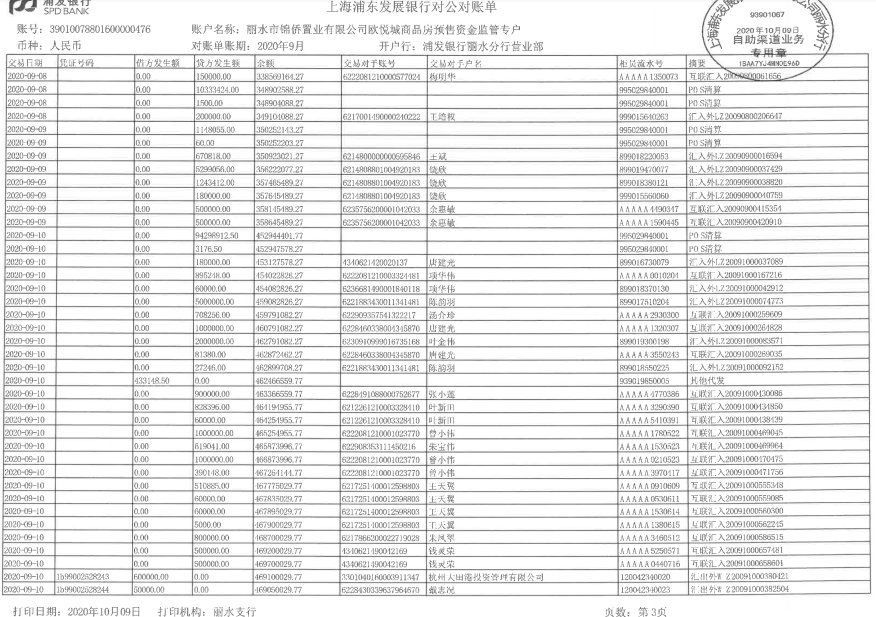 浦发银行
SPD BANK
上海浦东发展银行对公对账单
账号：39010078801600000476 账户名称：丽水市锦侨置业有限公司欧悦城商品房预售资金监管专户
币种：人民币 对账单账期：2020年9月 开户行：浦发银行丽水分行营业部
93901067
2020年10月09日
自助渠道业务
专用章
交易日期 凭证号码 借方发生额 贷方发生额 余额 交易对手账号 交易对手户名 柜员流水号 摘要
2020-09-08 0.00 150000.00 338569164.27 6222081210000577024 梅明华 AAAAA1350073 互联汇入20090800061656
2020-09-08 0.00 10333424.00 348902588.27 995029840001 POS清算
2020-09-08 0.00 1500.00 348904088.27 995029840001 POS清算
2020-09-08 0.00 200000.00 349104088.27 6217001490000240222 王培权 999015640263 汇入外LZ20090800206647
2020-09-09 0.00 1148055.00 350252143.27 995029840001 POS清算
2020-09-09 0.00 60.00 350252203.27 995029840001 POS清算
2020-09-09 0.00 670818.00 350923021.27 6214800000000595846 王斌 899018220053 汇入外LZ20090900016594
2020-09-09 0.00 5299056.00 356222077.27 6214808801004920183 饶欣 899019470077 汇入外LZ20090900037429
2020-09-09 0.00 1243412.00 357465489.27 6214808801004920183 饶欣 899018380121 汇入外LZ20090900038820
2020-09-09 0.00 180000.00 357645489.27 6214808801004920183 饶欣 999015560060 汇入外LZ20090900040759
2020-09-09 0.00 500000.00 358145489.27 6235756200001042033 余惠敏 AAAAA4490347 互联汇入20090900415354
2020-09-09 0.00 500000.00 358645489.27 6235756200001042033 余惠敏 AAAAA1590445 互联汇入20090900420910
2020-09-10 0.00 94298912.50 452944401.77 995029840001 POS清算
2020-09-10 0.00 3176.50 452947578.27 995029840001 POS清算
2020-09-10 0.00 180000.00 453127578.27 4340621420020137 唐建光 899016730079 汇入外LZ20091000037089
2020-09-10 0.00 895248.00 454022826.27 6222081210003324481 项华伟 AAAAA0010204 互联汇入20091000167216
2020-09-10 0.00 60000.00 454082826.27 6236681490001840118 项华伟 899018370130 汇入外LZ20091000042912
2020-09-10 0.00 5000000.00 459082826.27 6221883430011341481 陈韵羽 899017510204 汇入外LZ20091000074773
2020-09-10 0.00 708256.00 459791082.27 6229093575413222​17 汤介珍 AAAAA2930300 互联汇入20091000259609
2020-09-10 0.00 1000000.00 460791082.27 6228460338004345870 唐建光 AAAAA1320307 互联汇入20091000264828
2020-09-10 0.00 2000000.00 462791082.27 6230910999016735168 叶金伟 899019300198 汇入外LZ20091000083571
2020-09-10 0.00 81380.00 462872462.27 6228460338004345870 唐建光 AAAAA3550243 互联汇入20091000269035
2020-09-10 0.00 27246.00 462899708.27 6221883430011341481 陈韵羽 899018550225 汇入外LZ20091000092152
2020-09-10 433148.50 0.00 462466559.77 939019850005 其他代发
2020-09-10 0.00 900000.00 463366559.77 6228491088000752677 张小莲 AAAAA4770386 互联汇入20091000430086
2020-09-10 0.00 828396.00 464194955.77 6212261210003328410 叶新田 AAAAA3290390 互联汇入20091000434850
2020-09-10 0.00 60000.00 464254955.77 6212261210003328410 叶新田 AAAAA5410391 互联汇入20091000438439
2020-09-10 0.00 1000000.00 465254955.77 6222081210001023770 曾小伟 AAAAA1780522 互联汇入20091000469045
2020-09-10 0.00 619041.00 465873996.77 6229083531114502​16 朱宝伟 AAAAA1530523 互联汇入20091000469964
2020-09-10 0.00 1000000.00 466873996.77 6222081210001023770 曾小伟 AAAAA0210523 互联汇入20091000470475
2020-09-10 0.00 390148.00 467264144.77 6222081210001023770 曾小伟 AAAAA3970417 互联汇入20091000471756
2020-09-10 0.00 510885.00 467775029.77 6217251400012598803 王天翼 AAAAA0910609 互联汇入20091000555348
2020-09-10 0.00 60000.00 467835029.77 6217251400012598803 王天翼 AAAAA0530611 互联汇入20091000559085
2020-09-10 0.00 60000.00 467895029.77 6217251400012598803 王天翼 AAAAA1530614 互联汇入20091000560300
2020-09-10 0.00 5000.00 467900029.77 6217251400012598803 王天翼 AAAAA1380615 互联汇入20091000562245
2020-09-10 0.00 800000.00 468700029.77 6217866200022719028 朱凤翠 AAAAA3460512 互联汇入20091000586515
2020-09-10 0.00 500000.00 469200029.77 4340621490042169 钱灵荣 AAAAA5250571 互联汇入20091000657481
2020-09-10 0.00 500000.00 469700029.77 4340621490042169 钱灵荣 AAAAA0440716 互联汇入20091000658601
2020-09-10 1b99002528243 600000.00 0.00 469100029.77 3301040160003911347 杭州大田港投资管理有限公司 120042340020 汇出外WZ20091000380421
2020-09-10 1b99002528244 50000.00 0.00 469050029.77 6228430339637964670 戴志况 120042340023 汇出外WZ20091000382504
打印日期：2020年10月09日 打印机构：丽水支行 页数：第3页